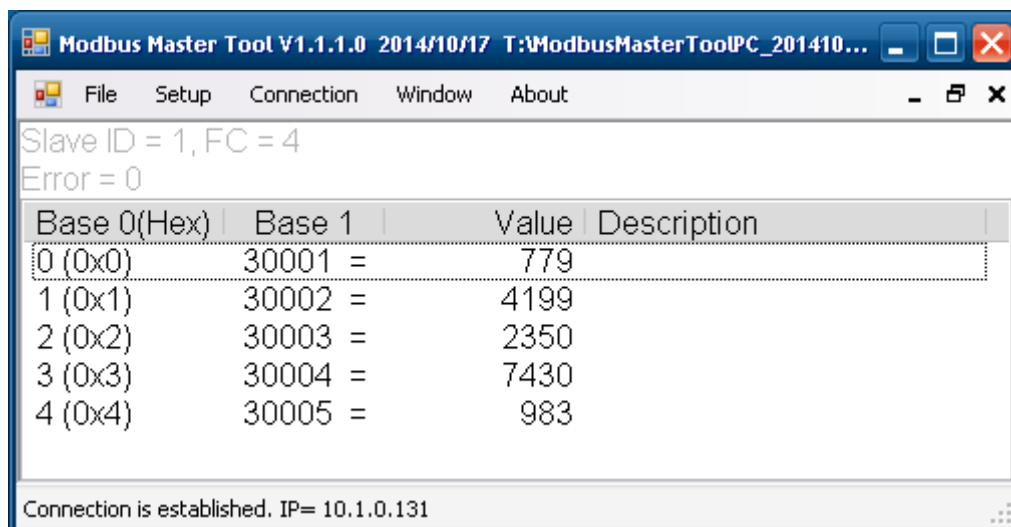 Modbus Master Tool V1.1.1.0 2014/10/17 T:\ModbusMasterToolPC_201410...
File Setup Connection Window About
Slave ID = 1, FC = 4
Error = 0
Base 0(Hex) Base 1 Value Description
0 (0x0) 30001 = 779
1 (0x1) 30002 = 4199
2 (0x2) 30003 = 2350
3 (0x3) 30004 = 7430
4 (0x4) 30005 = 983
Connection is established. IP= 10.1.0.131